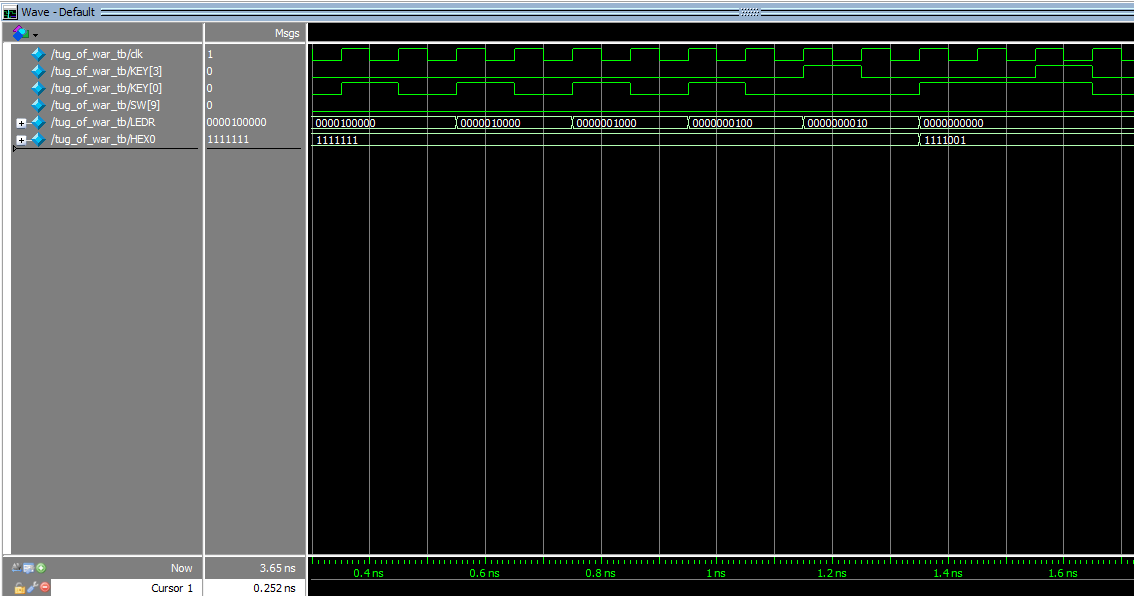 Wave - Default
Msgs
/tug_of_war_tb/clk 1
/tug_of_war_tb/KEY[3] 0
/tug_of_war_tb/KEY[0] 0
/tug_of_war_tb/SW[9] 0
/tug_of_war_tb/LEDR 0000100000 0000100000 0000010000 0000001000 0000000100 0000000010 0000000000
/tug_of_war_tb/HEX0 1111111 1111111 1111001
Now 3.65 ns 0.4 ns 0.6 ns 0.8 ns 1 ns 1.2 ns 1.4 ns 1.6 ns
Cursor 1 0.252 ns